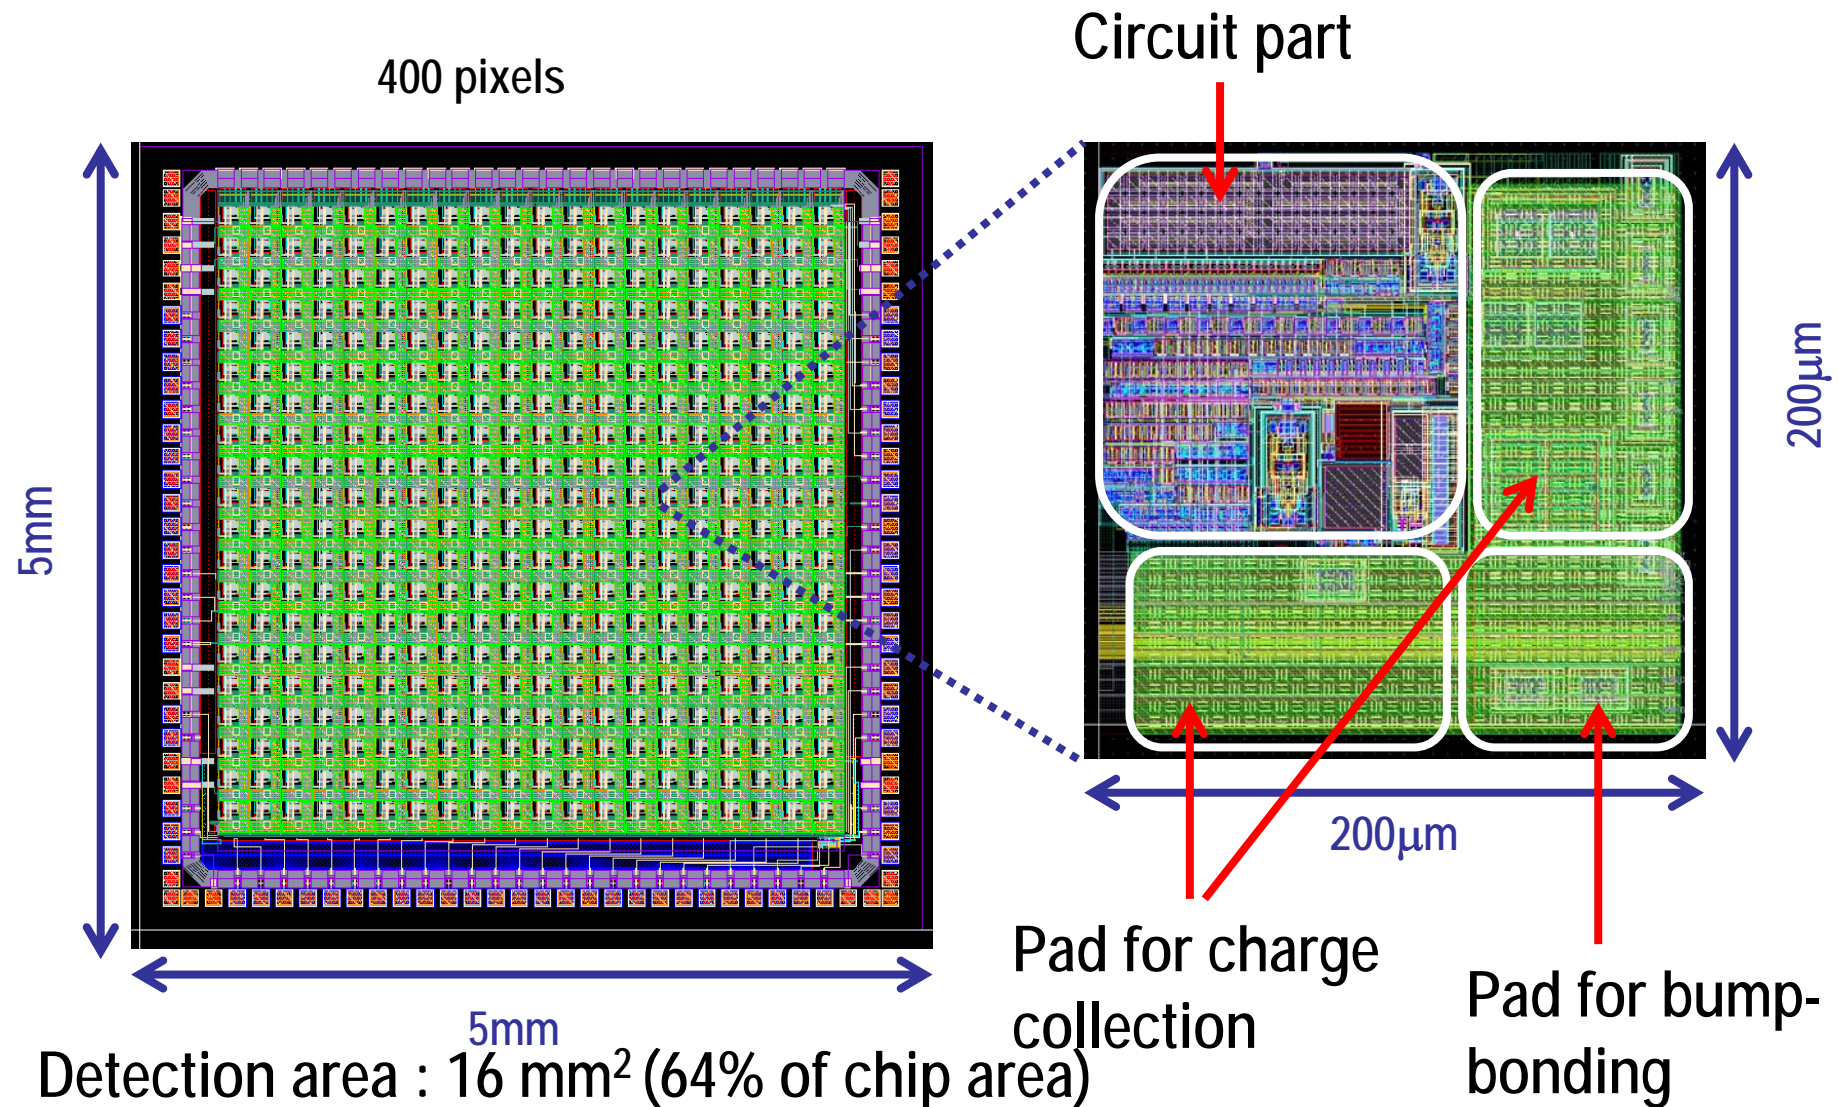 Circuit part
400 pixels
5mm
200μm
200μm
5mm
Pad for charge
collection
Pad for bump-
bonding
Detection area : 16 mm² (64% of chip area)